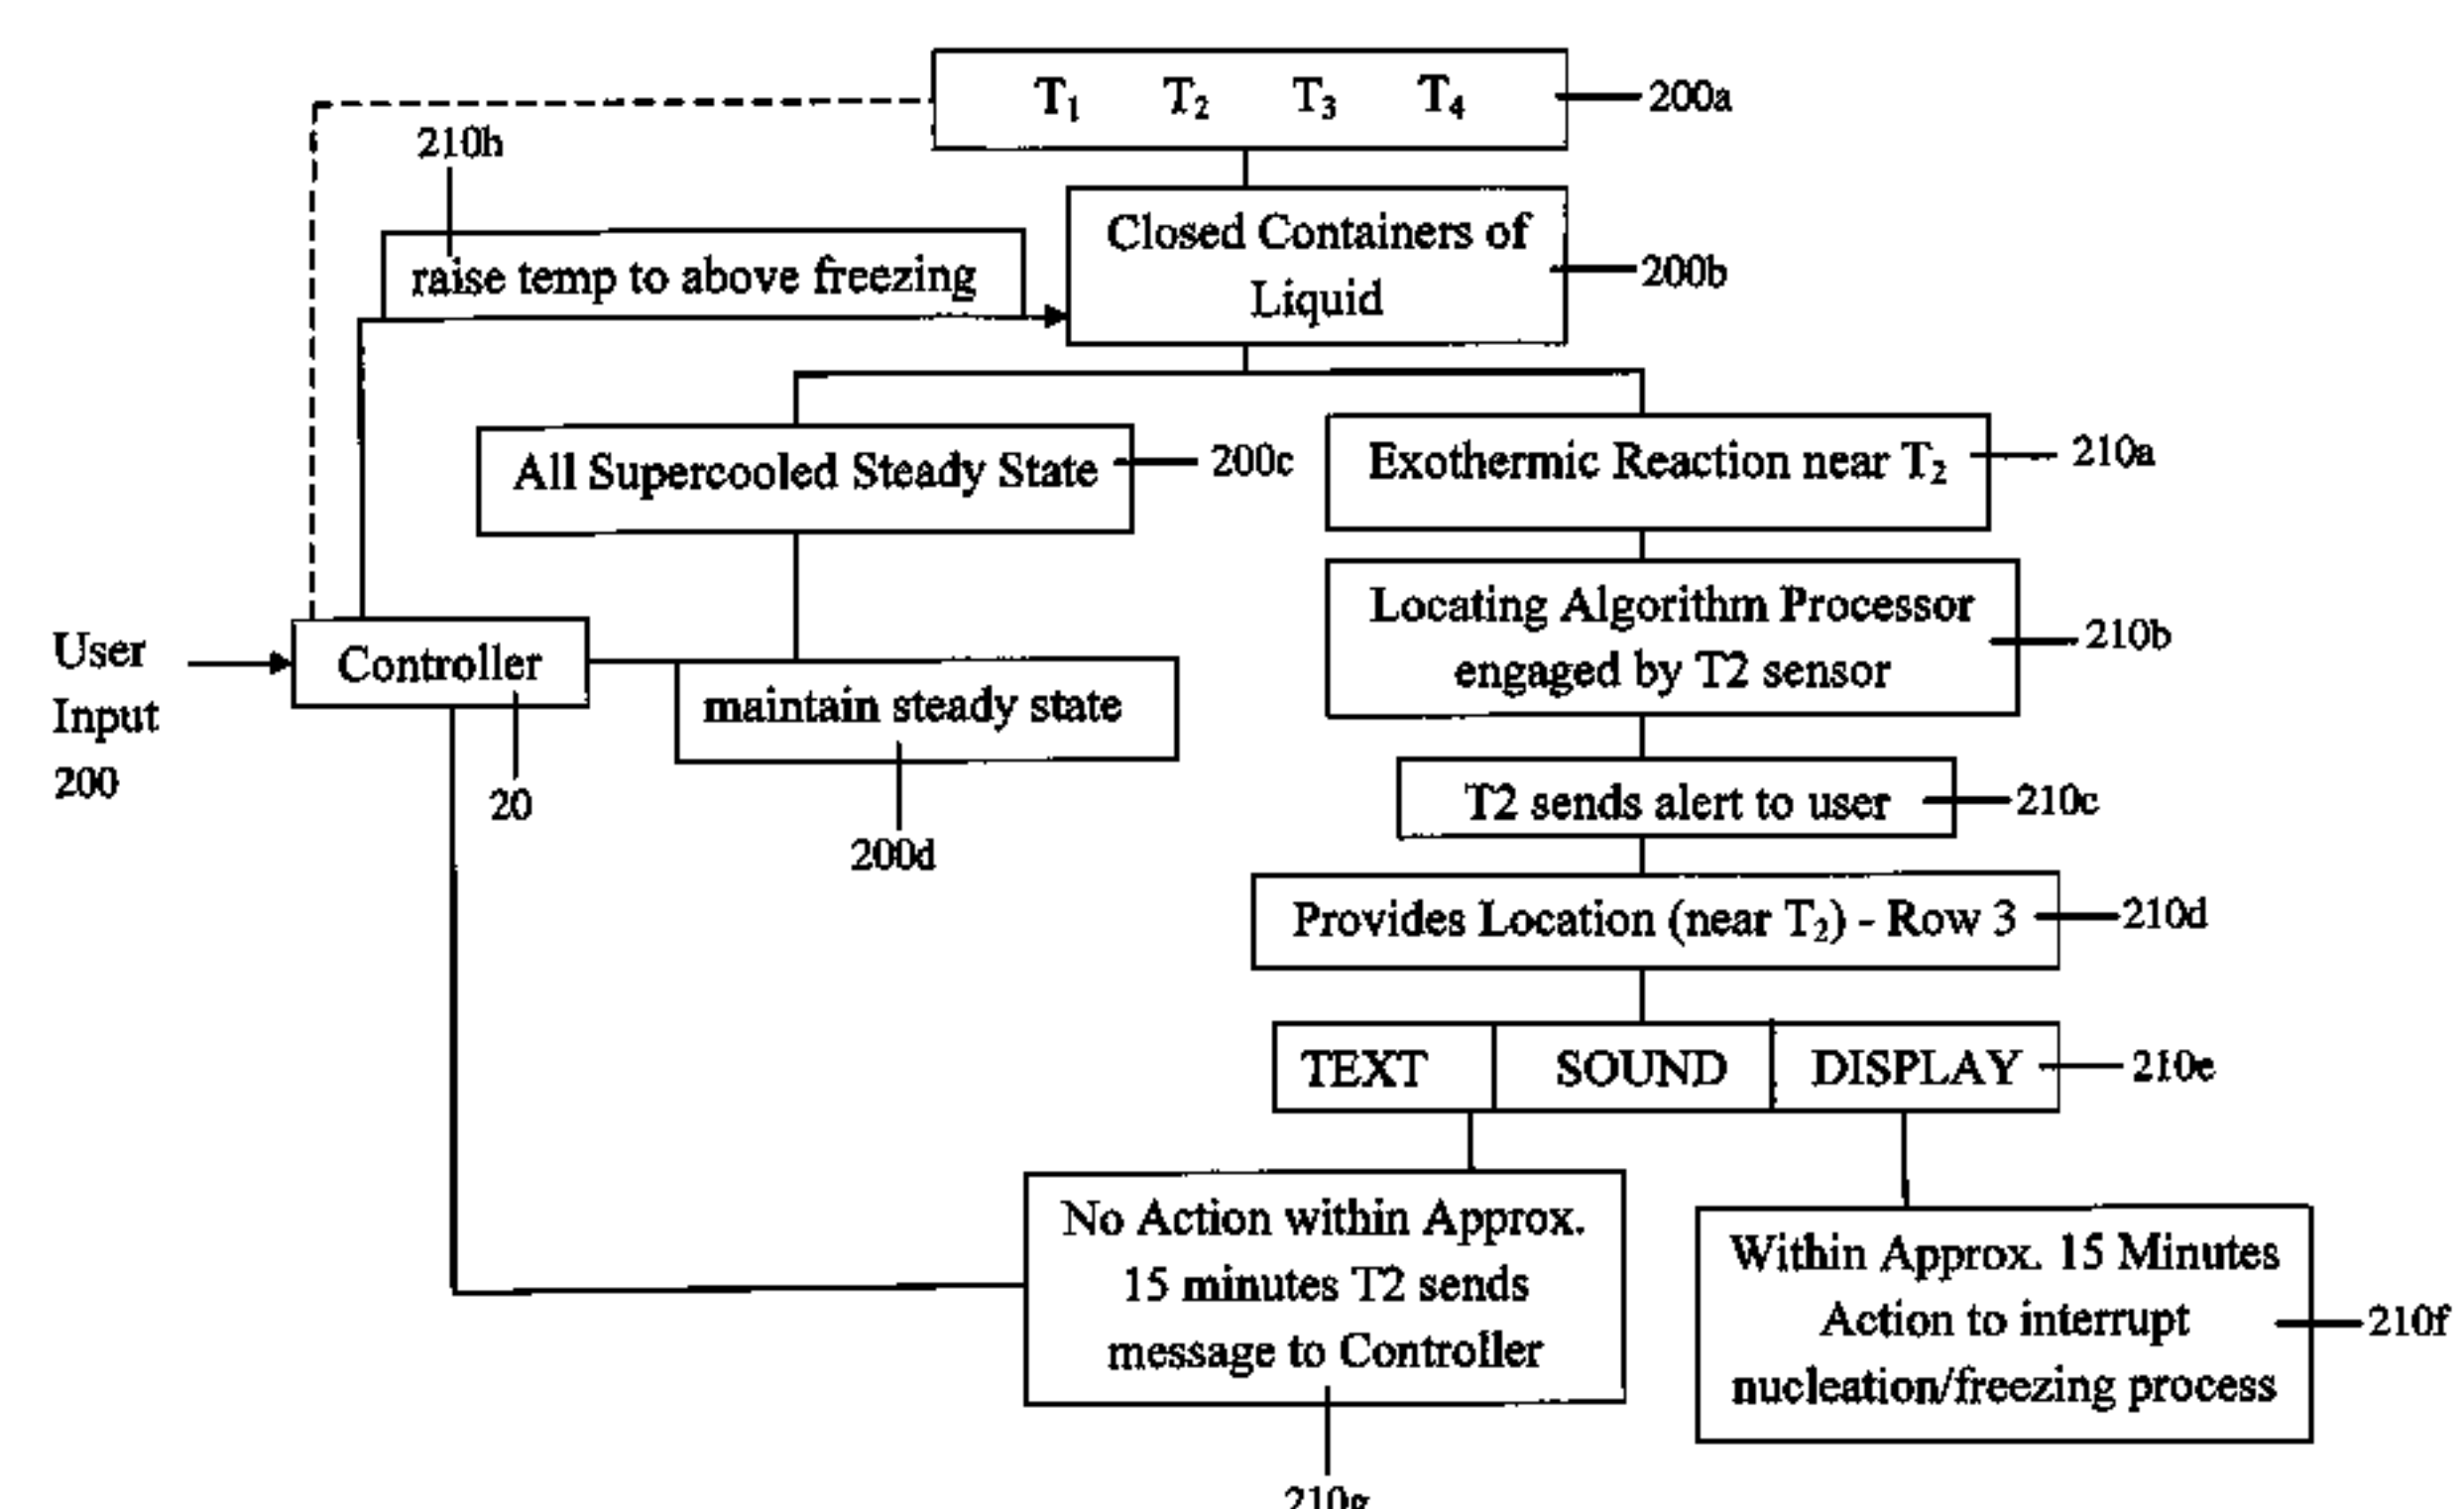 T₁ T₂ T₃ T₄
200a
210h
raise temp to above freezing
Closed Containers of
Liquid
200b
All Supercooled Steady State
200c
Exothermic Reaction near T₂
210a
Locating Algorithm Processor
engaged by T2 sensor
210b
User
Input
200
Controller
20
maintain steady state
200d
T2 sends alert to user
210c
Provides Location (near T₂) - Row 3
210d
TEXT
SOUND
DISPLAY
210e
No Action within Approx.
15 minutes T2 sends
message to Controller
210g
Within Approx. 15 Minutes
Action to interrupt
nucleation/freezing process
210f